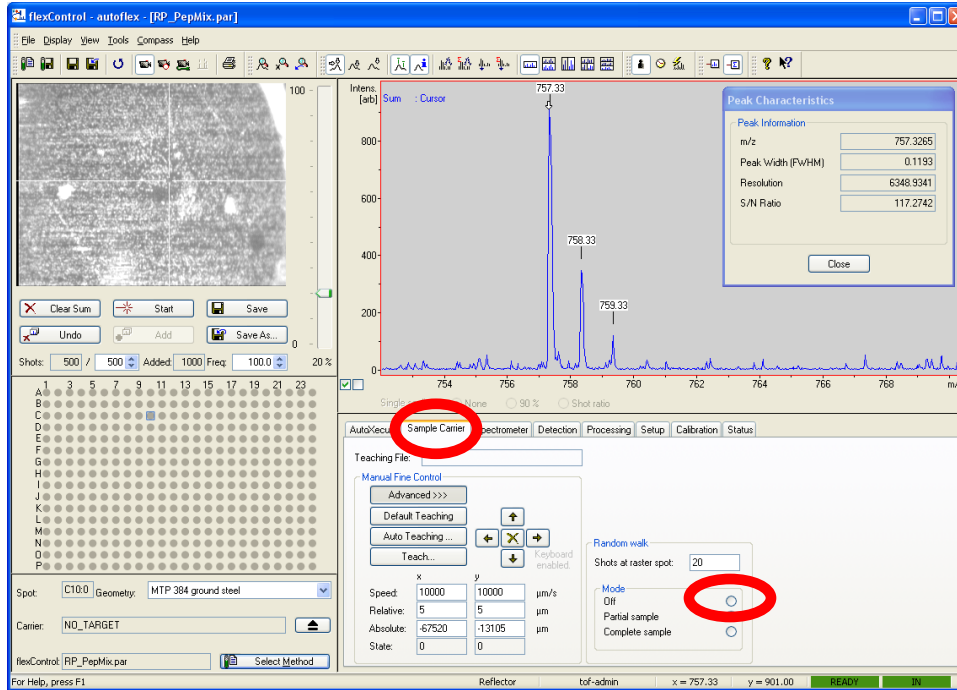 flexControl - autoflex - [RP_PepMix.par]
File Display View Tools Compass Help
100
0
20 %
Clear Sum Start Save
Undo Add Save As...
Shots: 500 / 500 Added: 1000 Freq: 100.0
1 3 5 7 9 11 13 15 17 19 21 23
A
B
C
D
E
F
G
H
I
J
K
L
M
N
O
P
Spot: C10:0 Geometry: MTP 384 ground steel
Carrier: NO_TARGET
flexControl: RP_PepMix.par Select Method
Intens.
[arb]
Sum : Cursor
800
600
400
200
0
757.33
758.33
759.33
754 756 758 760 762 764 766 768 m/
Peak Characteristics
Peak Information
m/z 757.3265
Peak Width (FWHM) 0.1193
Resolution 6348.9341
S/N Ratio 117.2742
Close
None 90 % Shot ratio
Sample Carrier Detection Processing Setup Calibration Status
Teaching File:
Manual Fine Control
Advanced >>>
Default Teaching
Auto Teaching ...
Teach...
Keyboard
enabled.
x y
Speed: 10000 10000 µm/s
Relative: 5 5 µm
Absolute: -67520 -13105 µm
State: 0 0
Random walk
Shots at raster spot: 20
Mode
Off
Partial sample
Complete sample
For Help, press F1 Reflector tof-admin x = 757.33 y = 901.00 READY IN